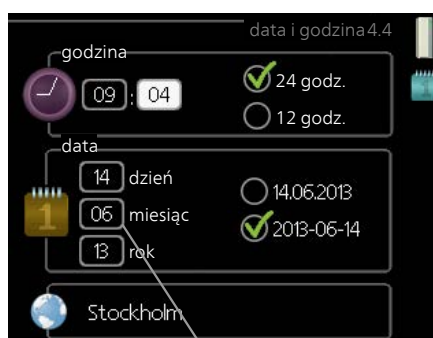 data i godzina 4.4
godzina
09 : 04
24 godz.
12 godz.
data
14 dzień
06 miesiąc
13 rok
14.06.2013
2013-06-14
Stockholm